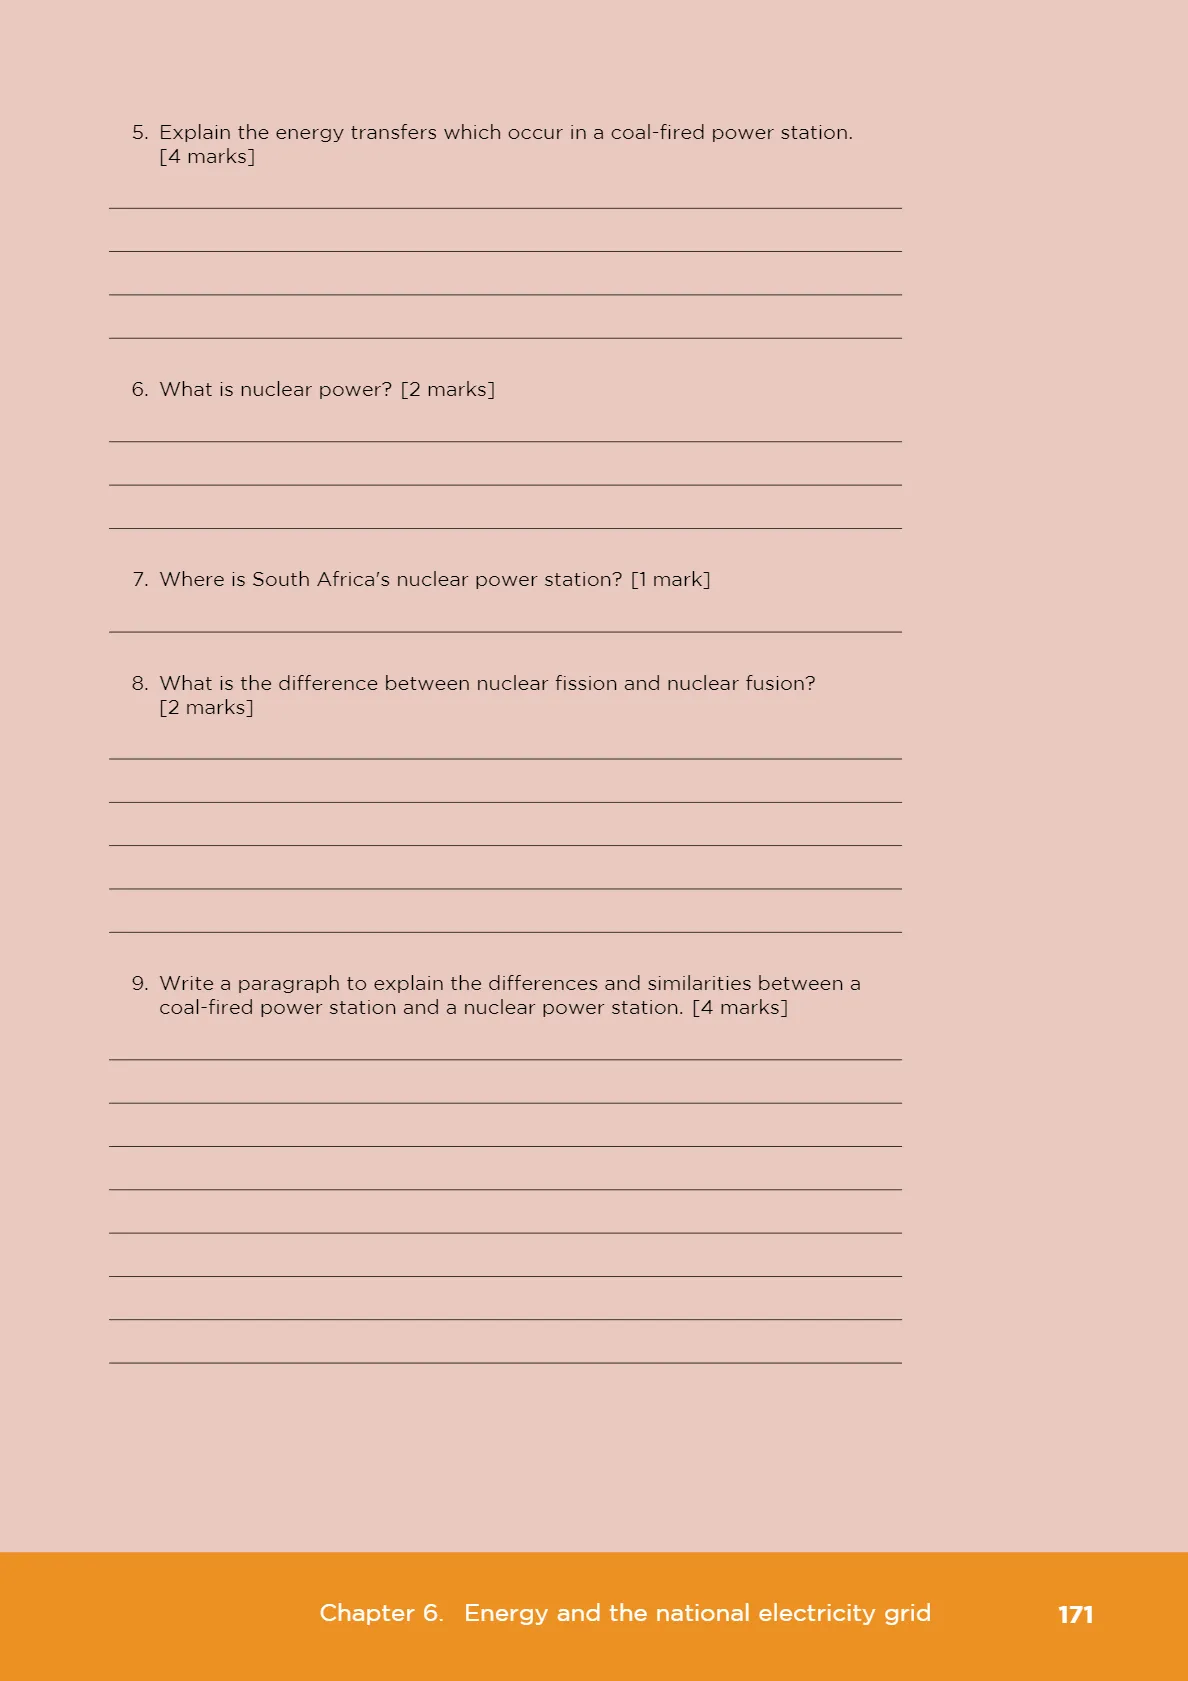 5. Explain the energy transfers which occur in a coal-fired power station.
[4 marks]
6. What is nuclear power? [2 marks]
7. Where is South Africa's nuclear power station? [1 mark]
8. What is the difference between nuclear fission and nuclear fusion?
[2 marks]
9. Write a paragraph to explain the differences and similarities between a
coal-fired power station and a nuclear power station. [4 marks]
Chapter 6. Energy and the national electricity grid 171